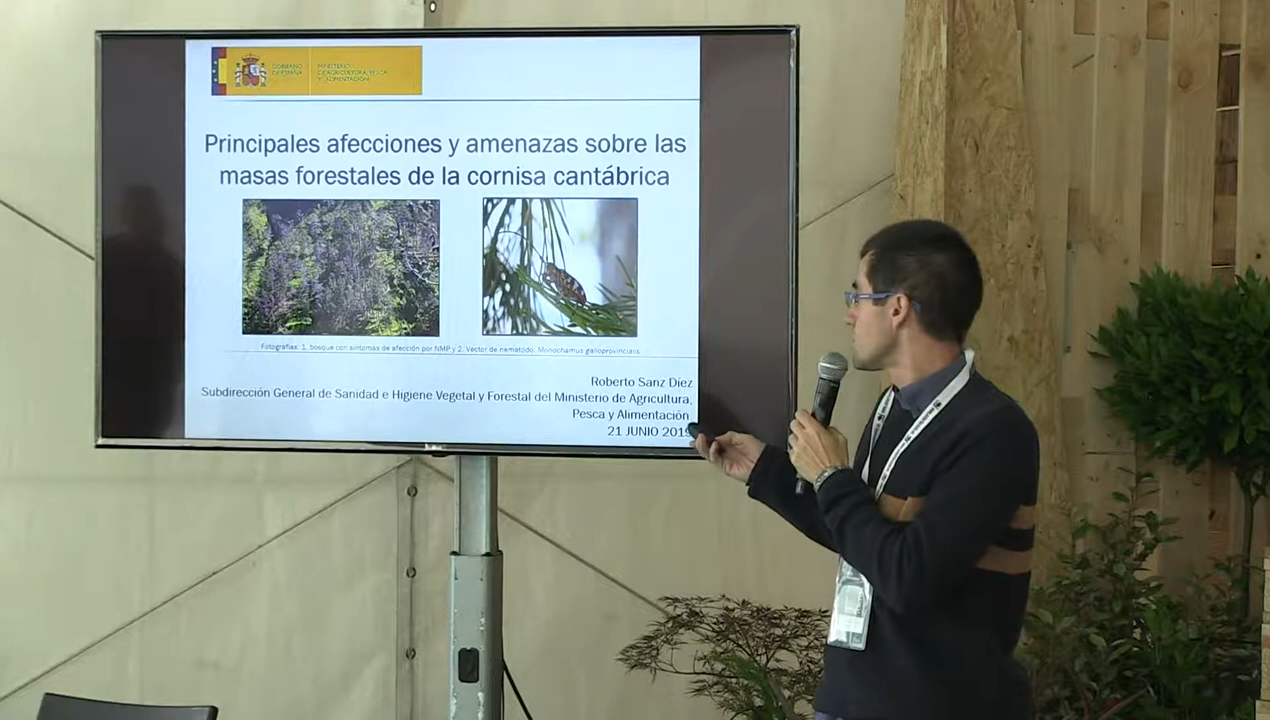 GOBIERNO
DE ESPAÑA
MINISTERIO
DE AGRICULTURA, PESCA
Y ALIMENTACIÓN
Principales afecciones y amenazas sobre las
masas forestales de la cornisa cantábrica
Fotografías: 1, bosque con síntomas de afección por NMP y 2, Vector de nematodo: Monochamus galloprovincialis
Roberto Sanz Diez
Subdirección General de Sanidad e Higiene Vegetal y Forestal del Ministerio de Agricultura,
Pesca y Alimentación
21 JUNIO 2019